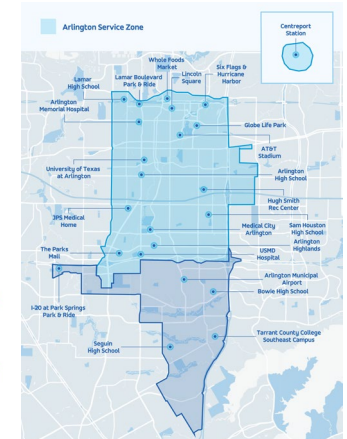 Arlington Service Zone
Centreport
Station
Whole Foods
Market
Lamar
High School
Lamar Boulevard
Park & Ride
Lincoln
Square
Six Flags &
Hurricane
Harbor
Arlington
Memorial Hospital
Globe Life Park
AT&T
Stadium
University of Texas
at Arlington
Arlington
High School
Hugh Smith
Rec Center
JPS Medical
Home
Medical City
Arlington
Sam Houston
High School
The Parks
Mall
Arlington
Highlands
USMD
Hospital
Arlington Municipal
Airport
Bowie High School
I-20 at Park Springs
Park & Ride
Seguin
High School
Tarrant County College
Southeast Campus